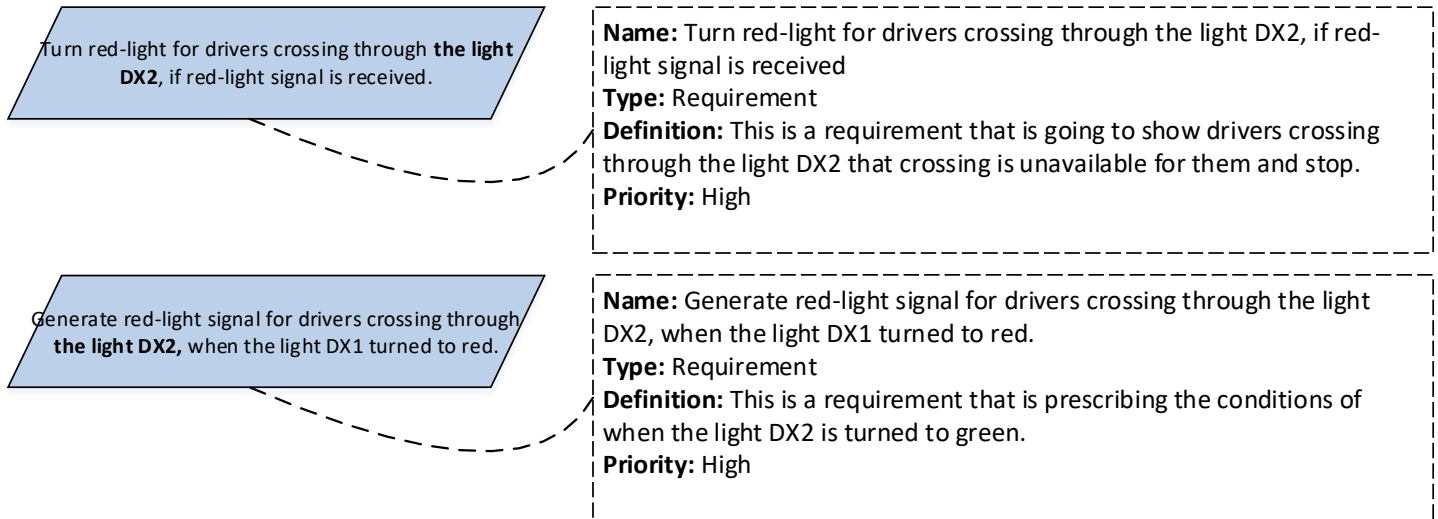 Turn red-light for drivers crossing through the light
DX2, if red-light signal is received.
Name: Turn red-light for drivers crossing through the light DX2, if red-
light signal is received
Type: Requirement
Definition: This is a requirement that is going to show drivers crossing
through the light DX2 that crossing is unavailable for them and stop.
Priority: High
Generate red-light signal for drivers crossing through
the light DX2, when the light DX1 turned to red.
Name: Generate red-light signal for drivers crossing through the light
DX2, when the light DX1 turned to red.
Type: Requirement
Definition: This is a requirement that is prescribing the conditions of
when the light DX2 is turned to green.
Priority: High